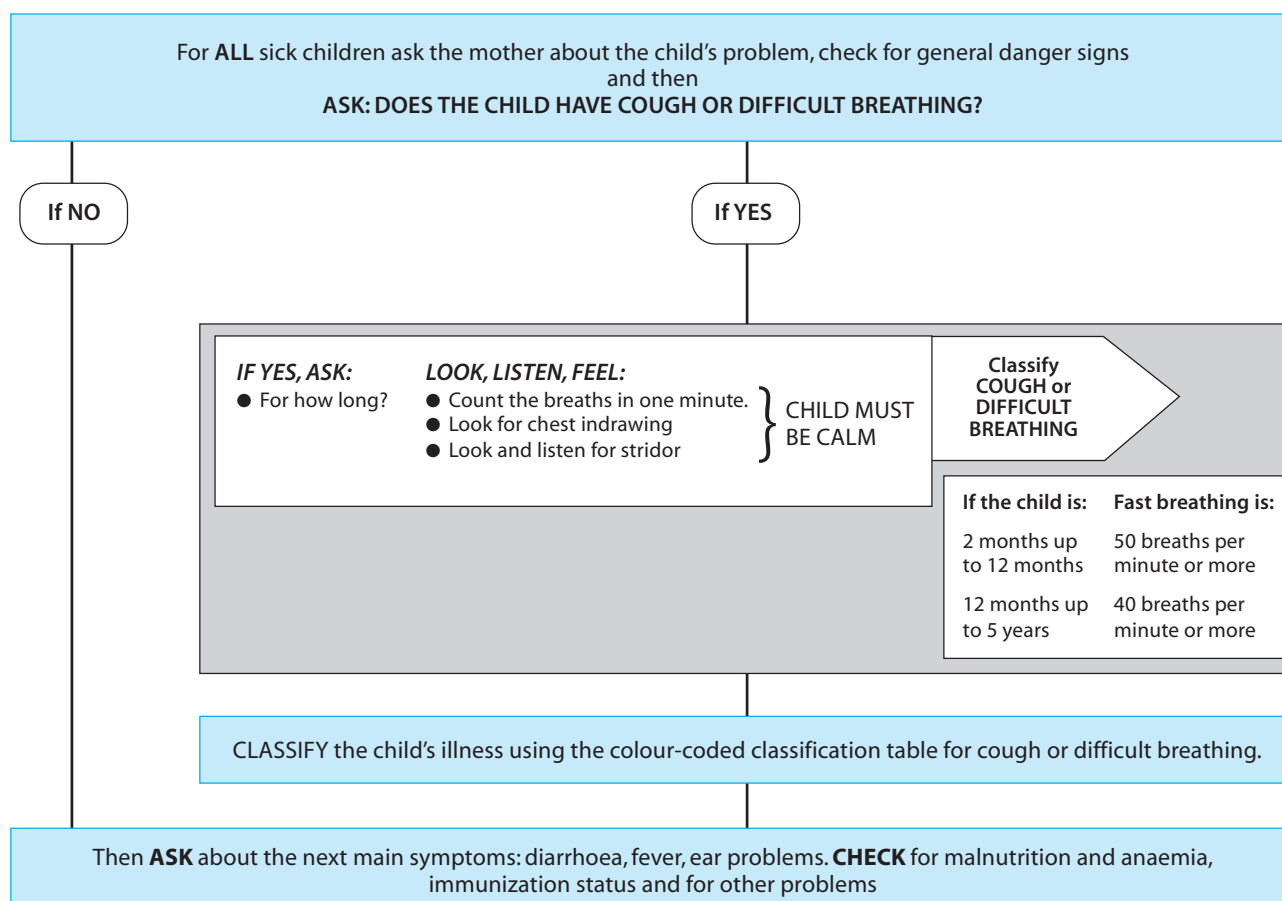 For ALL sick children ask the mother about the child's problem, check for general danger signs
and then
ASK: DOES THE CHILD HAVE COUGH OR DIFFICULT BREATHING?
If NO
If YES
IF YES, ASK:
● For how long?
LOOK, LISTEN, FEEL:
● Count the breaths in one minute.
● Look for chest indrawing
● Look and listen for stridor
CHILD MUST
BE CALM
Classify
COUGH or
DIFFICULT
BREATHING
If the child is: Fast breathing is:
2 months up 50 breaths per
to 12 months minute or more
12 months up 40 breaths per
to 5 years minute or more
CLASSIFY the child's illness using the colour-coded classification table for cough or difficult breathing.
Then ASK about the next main symptoms: diarrhoea, fever, ear problems. CHECK for malnutrition and anaemia,
immunization status and for other problems